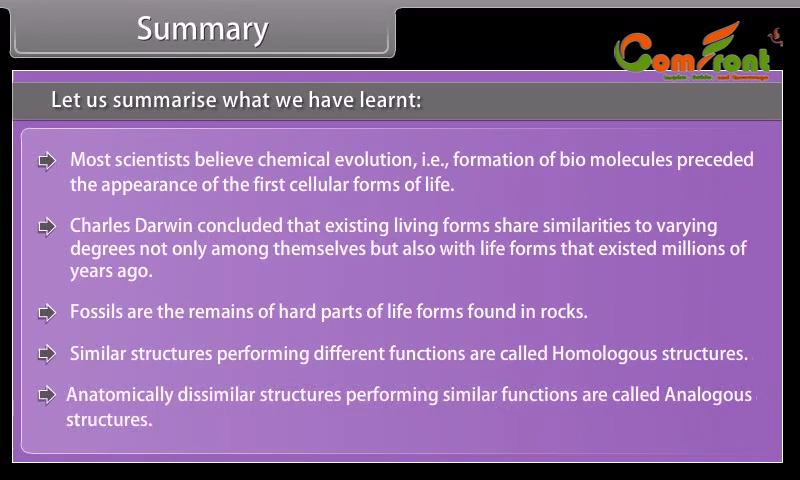 Summary
ComFront
Let us summarise what we have learnt:
Most scientists believe chemical evolution, i.e., formation of bio molecules preceded
the appearance of the first cellular forms of life.
Charles Darwin concluded that existing living forms share similarities to varying
degrees not only among themselves but also with life forms that existed millions of
years ago.
Fossils are the remains of hard parts of life forms found in rocks.
Similar structures performing different functions are called Homologous structures.
Anatomically dissimilar structures performing similar functions are called Analogous
structures.